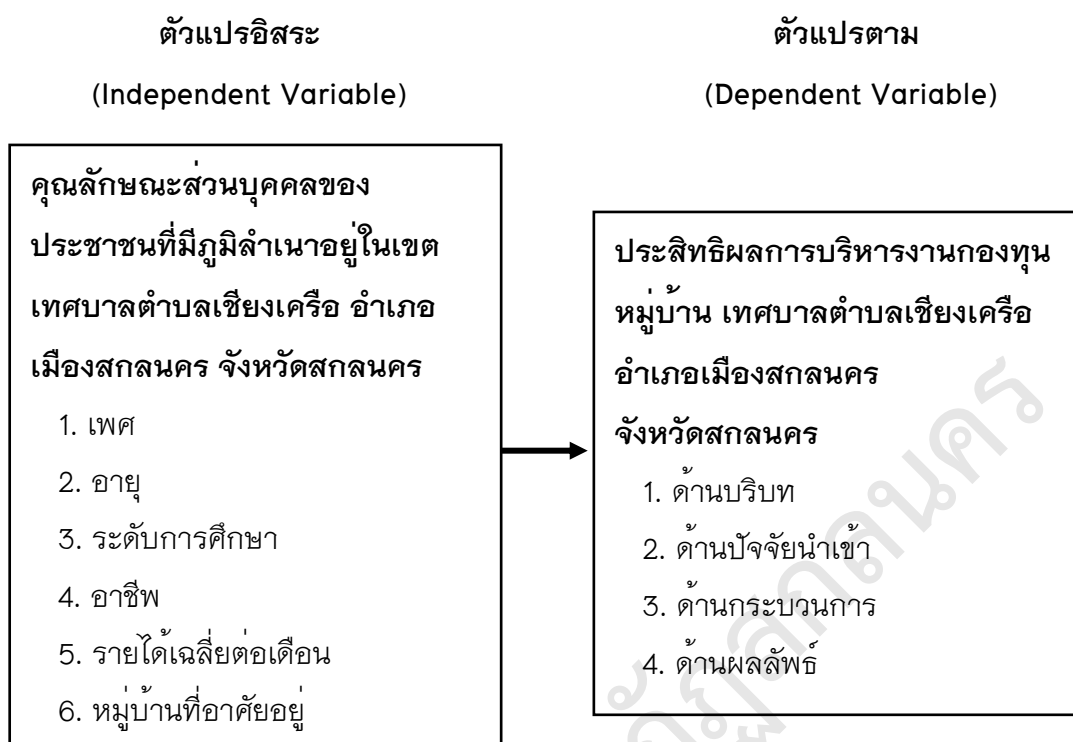 ตัวแปรอิสระ
(Independent Variable)
คุณลักษณะส่วนบุคคลของ
ประชาชนที่มีภูมิลำเนาอยู่ในเขต
เทศบาลตำบลเชียงเครือ อำเภอ
เมืองสกลนคร จังหวัดสกลนคร
1. เพศ
2. อายุ
3. ระดับการศึกษา
4. อาชีพ
5. รายได้เฉลี่ยต่อเดือน
6. หมู่บ้านที่อาศัยอยู่
ตัวแปรตาม
(Dependent Variable)
ประสิทธิผลการบริหารงานกองทุน
หมู่บ้าน เทศบาลตำบลเชียงเครือ
อำเภอเมืองสกลนคร
จังหวัดสกลนคร
1. ด้านบริบท
2. ด้านปัจจัยนำเข้า
3. ด้านกระบวนการ
4. ด้านผลลัพธ์